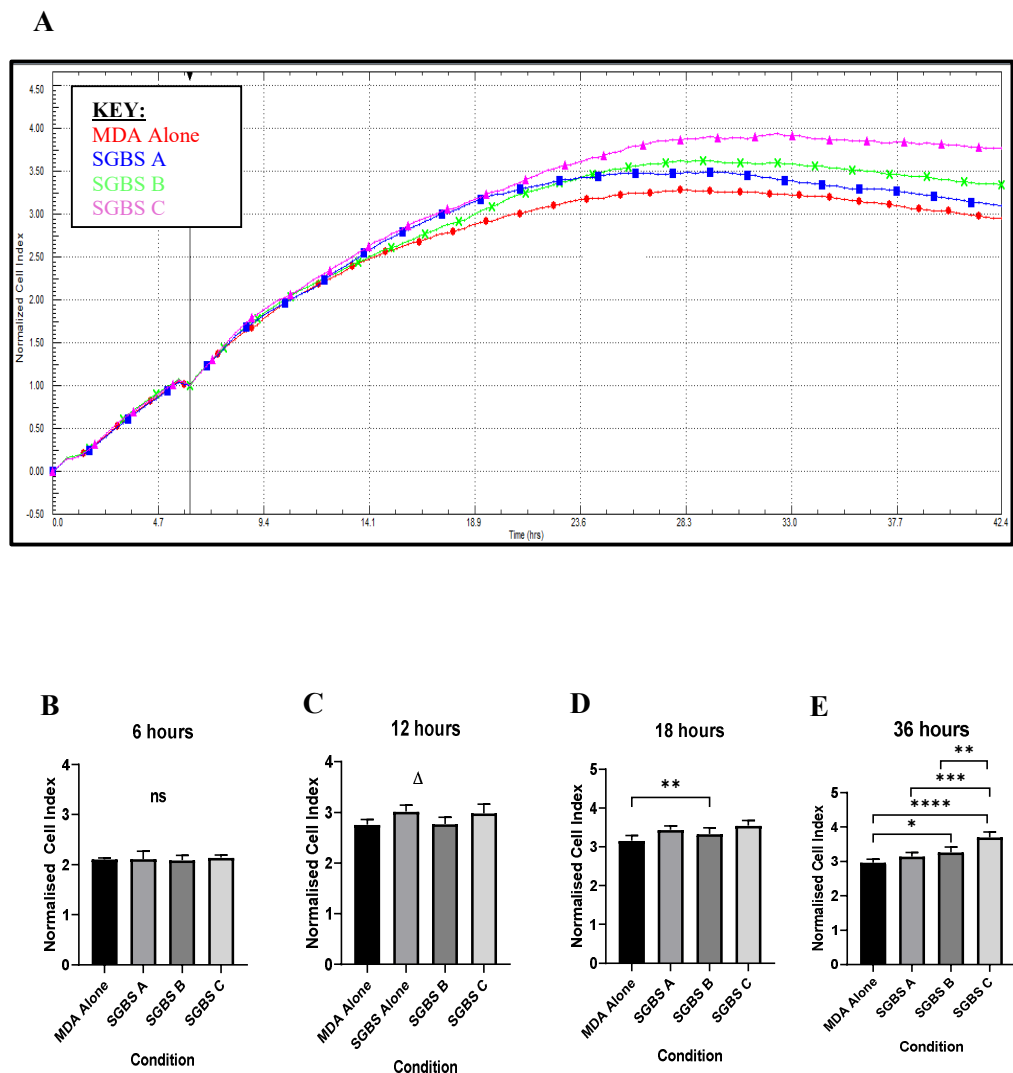 A
KEY:
MDA Alone
SGBS A
SGBS B
SGBS C
Normalized Cell Index
4.50
4.00
3.50
3.00
2.50
2.00
1.50
1.00
0.50
0.00
-0.50
0.0 4.7 9.4 14.1 18.9 23.6 28.3 33.0 37.7 42.4
Time (hrs)
B
6 hours
ns
Normalised Cell Index
4
3
2
1
0
MDA Alone
SGBS A
SGBS B
SGBS C
Condition
C
12 hours
Δ
Normalised Cell Index
4
3
2
1
0
MDA Alone
SGBS Alone
SGBS B
SGBS C
Condition
D
18 hours
**
Normalised Cell Index
5
4
3
2
1
0
MDA Alone
SGBS A
SGBS B
SGBS C
Condition
E
36 hours
**
***
****
*
Normalised Cell Index
5
4
3
2
1
0
MDA Alone
SGBS A
SGBS B
SGBS C
Condition